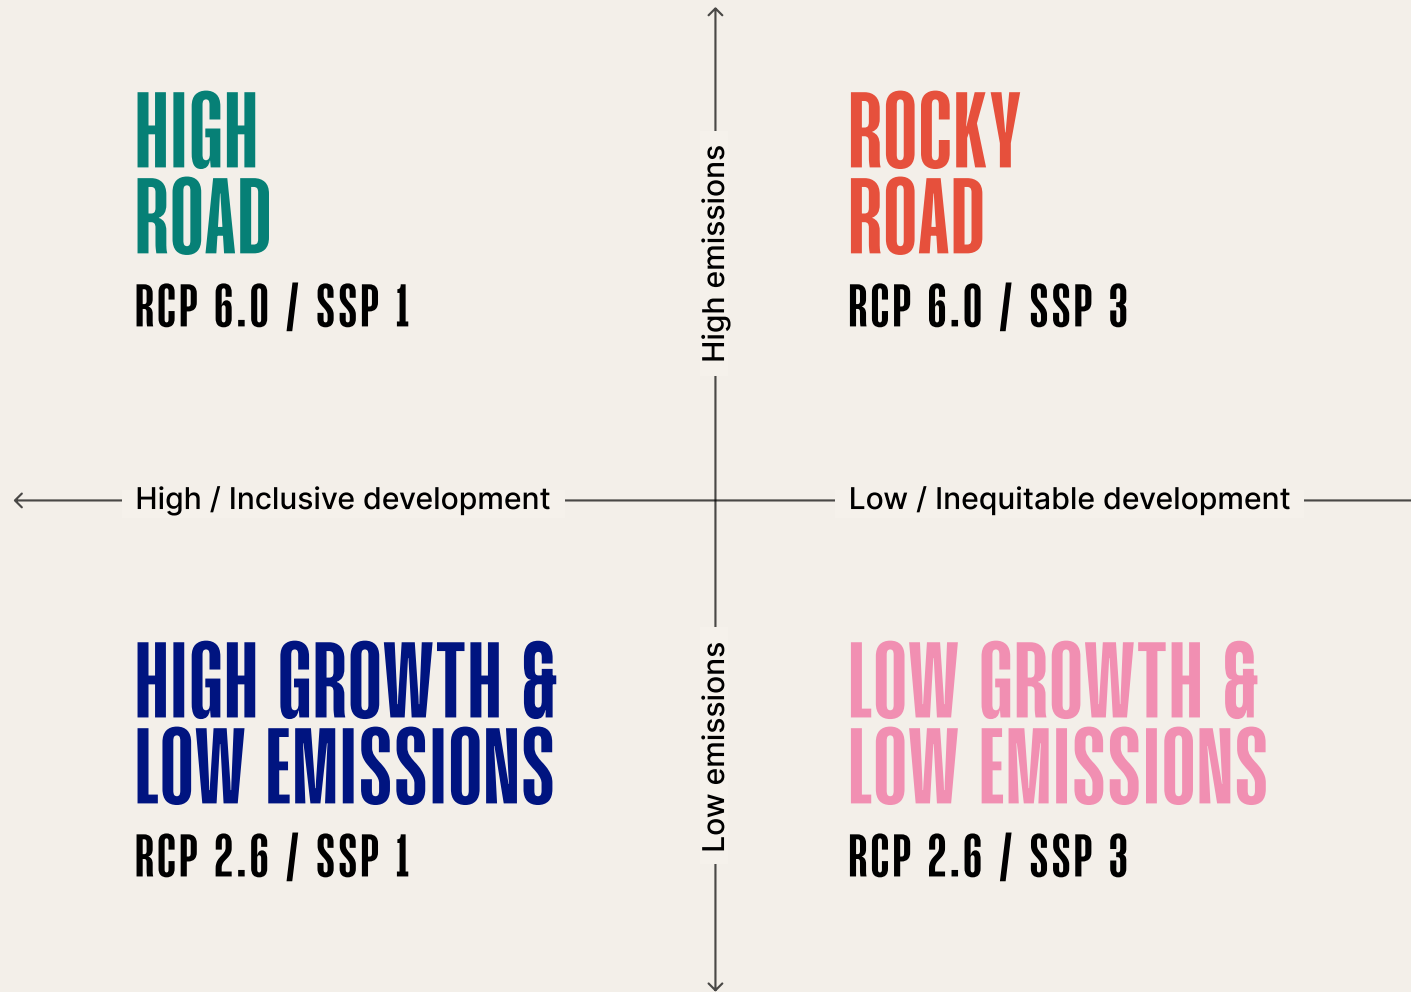 HIGH
ROAD
RCP 6.0 / SSP 1
High emissions
ROCKY
ROAD
RCP 6.0 / SSP 3
High / Inclusive development
Low / Inequitable development
HIGH GROWTH &
LOW EMISSIONS
RCP 2.6 / SSP 1
Low emissions
LOW GROWTH &
LOW EMISSIONS
RCP 2.6 / SSP 3